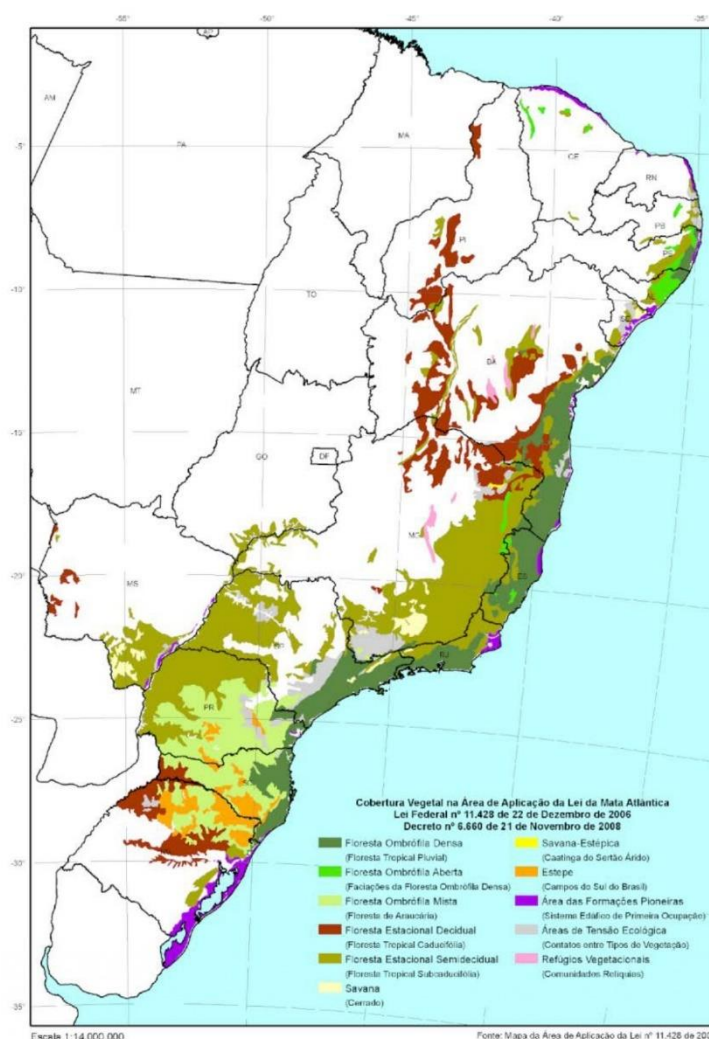 -55° -50° -45° -40° -35°
AP
AM
PA
MA
CE
-5°
RN
PB
PI
PE
-10°
TO
SE
BA
MT
-15°
GO
DF
MG
MS
ES
-20°
SP
RJ
PR
-25°
Cobertura Vegetal na Área de Aplicação da Lei da Mata Atlântica
Lei Federal nº 11.428 de 22 de Dezembro de 2006
Decreto nº 6.660 de 21 de Novembro de 2008
Floresta Ombrófila Densa
(Floresta Tropical Pluvial)
Floresta Ombrófila Aberta
(Faciações da Floresta Ombrófila Densa)
Floresta Ombrófila Mista
(Floresta de Araucária)
Floresta Estacional Decidual
(Floresta Tropical Caducifólia)
Floresta Estacional Semidecidual
(Floresta Tropical Subcaducifólia)
Savana
(Cerrado)
Savana-Estépica
(Caatinga do Sertão Árido)
Estepe
(Campos do Sul do Brasil)
Área das Formações Pioneiras
(Sistema Edáfico de Primeira Ocupação)
Áreas de Tensão Ecológica
(Contatos entre Tipos de Vegetação)
Refúgios Vegetacionais
(Comunidades Relíquias)
-30°
-35°
Escala 1:14.000.000
Fonte: Mapa da Área de Aplicação da Lei nº 11.428 de